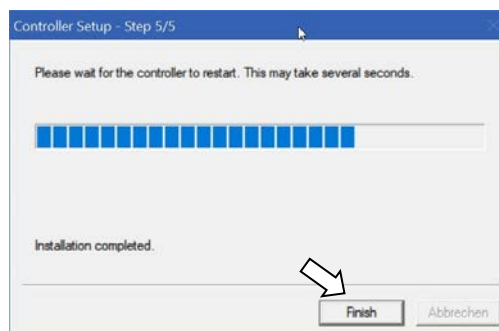 Controller Setup - Step 5/5
Please wait for the controller to restart. This may take several seconds.
Installation completed.
Finish
Abbrechen